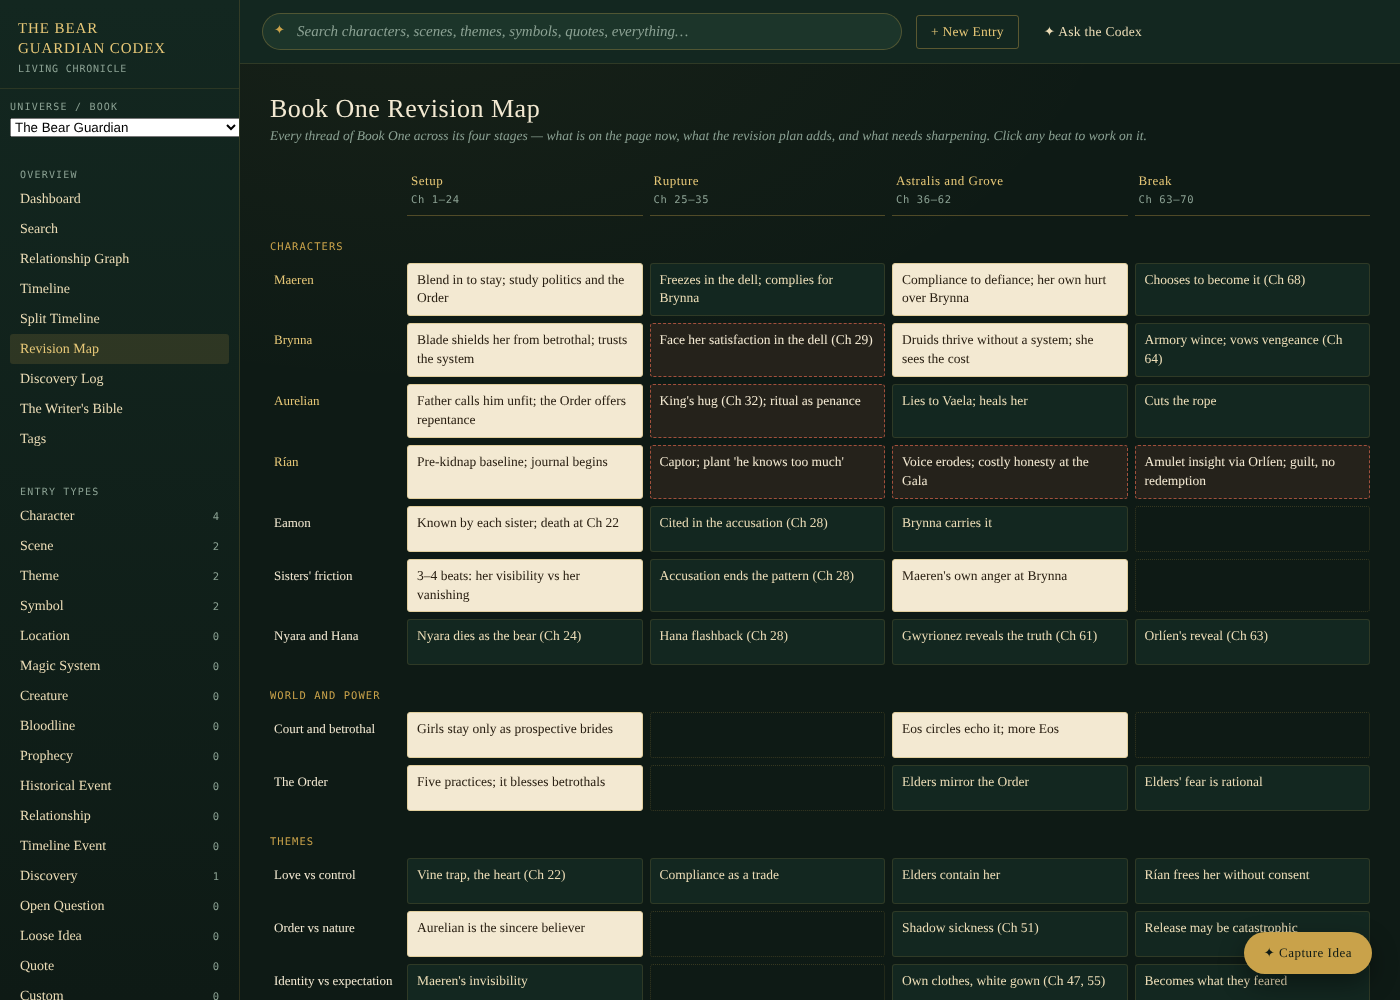 THE BEAR
GUARDIAN CODEX
LIVING CHRONICLE
UNIVERSE / BOOK
The Bear Guardian
OVERVIEW
Dashboard
Search
Relationship Graph
Timeline
Split Timeline
Revision Map
Discovery Log
The Writer's Bible
Tags
ENTRY TYPES
Character 4
Scene 2
Theme 2
Symbol 2
Location 0
Magic System 0
Creature 0
Bloodline 0
Prophecy 0
Historical Event 0
Relationship 0
Timeline Event 0
Discovery 1
Open Question 0
Loose Idea 0
Quote 0
Custom 0
✦ Search characters, scenes, themes, symbols, quotes, everything…
+ New Entry
✦ Ask the Codex
Book One Revision Map
Every thread of Book One across its four stages — what is on the page now, what the revision plan adds, and what needs sharpening. Click any beat to work on it.
Setup
Ch 1–24
Rupture
Ch 25–35
Astralis and Grove
Ch 36–62
Break
Ch 63–70
CHARACTERS
Maeren
Blend in to stay; study politics and the
Order
Freezes in the dell; complies for
Brynna
Compliance to defiance; her own hurt
over Brynna
Chooses to become it (Ch 68)
Brynna
Blade shields her from betrothal; trusts
the system
Face her satisfaction in the dell (Ch 29)
Druids thrive without a system; she
sees the cost
Armory wince; vows vengeance (Ch
64)
Aurelian
Father calls him unfit; the Order offers
repentance
King's hug (Ch 32); ritual as penance
Lies to Vaela; heals her
Cuts the rope
Rían
Pre-kidnap baseline; journal begins
Captor; plant 'he knows too much'
Voice erodes; costly honesty at the
Gala
Amulet insight via Orlíen; guilt, no
redemption
Eamon
Known by each sister; death at Ch 22
Cited in the accusation (Ch 28)
Brynna carries it
Sisters' friction
3–4 beats: her visibility vs her
vanishing
Accusation ends the pattern (Ch 28)
Maeren's own anger at Brynna
Nyara and Hana
Nyara dies as the bear (Ch 24)
Hana flashback (Ch 28)
Gwyrionez reveals the truth (Ch 61)
Orlíen's reveal (Ch 63)
WORLD AND POWER
Court and betrothal
Girls stay only as prospective brides
Eos circles echo it; more Eos
The Order
Five practices; it blesses betrothals
Elders mirror the Order
Elders' fear is rational
THEMES
Love vs control
Vine trap, the heart (Ch 22)
Compliance as a trade
Elders contain her
Rían frees her without consent
Order vs nature
Aurelian is the sincere believer
Shadow sickness (Ch 51)
Release may be catastrophic
Identity vs expectation
Maeren's invisibility
Own clothes, white gown (Ch 47, 55)
Becomes what they feared
✦ Capture Idea